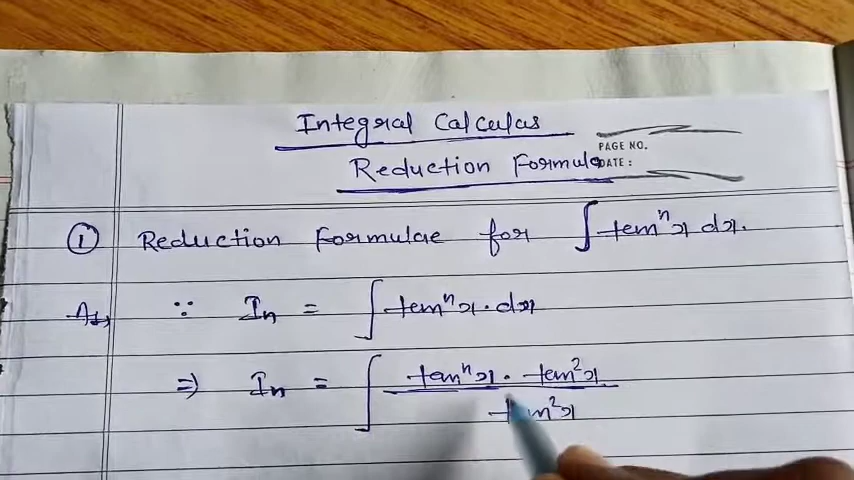 Integral Calculus
PAGE NO.
Reduction Formula
DATE :
① Reduction Formulae for ∫ tanⁿx dx.
∵ Iₙ = ∫ tanⁿx · dx
⇒ Iₙ = ∫ tanⁿx · tan²x
tan²x